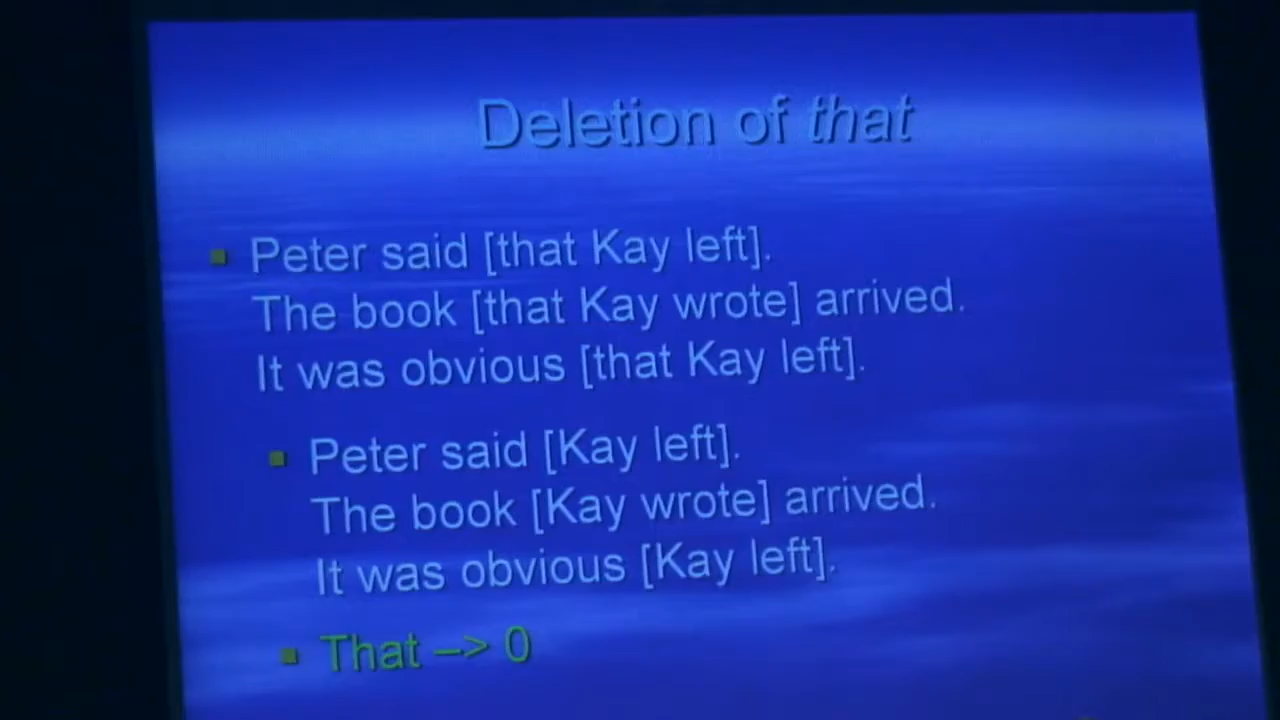 Deletion of that
Peter said [that Kay left].
The book [that Kay wrote] arrived.
It was obvious [that Kay left].
Peter said [Kay left].
The book [Kay wrote] arrived.
It was obvious [Kay left].
That –> 0